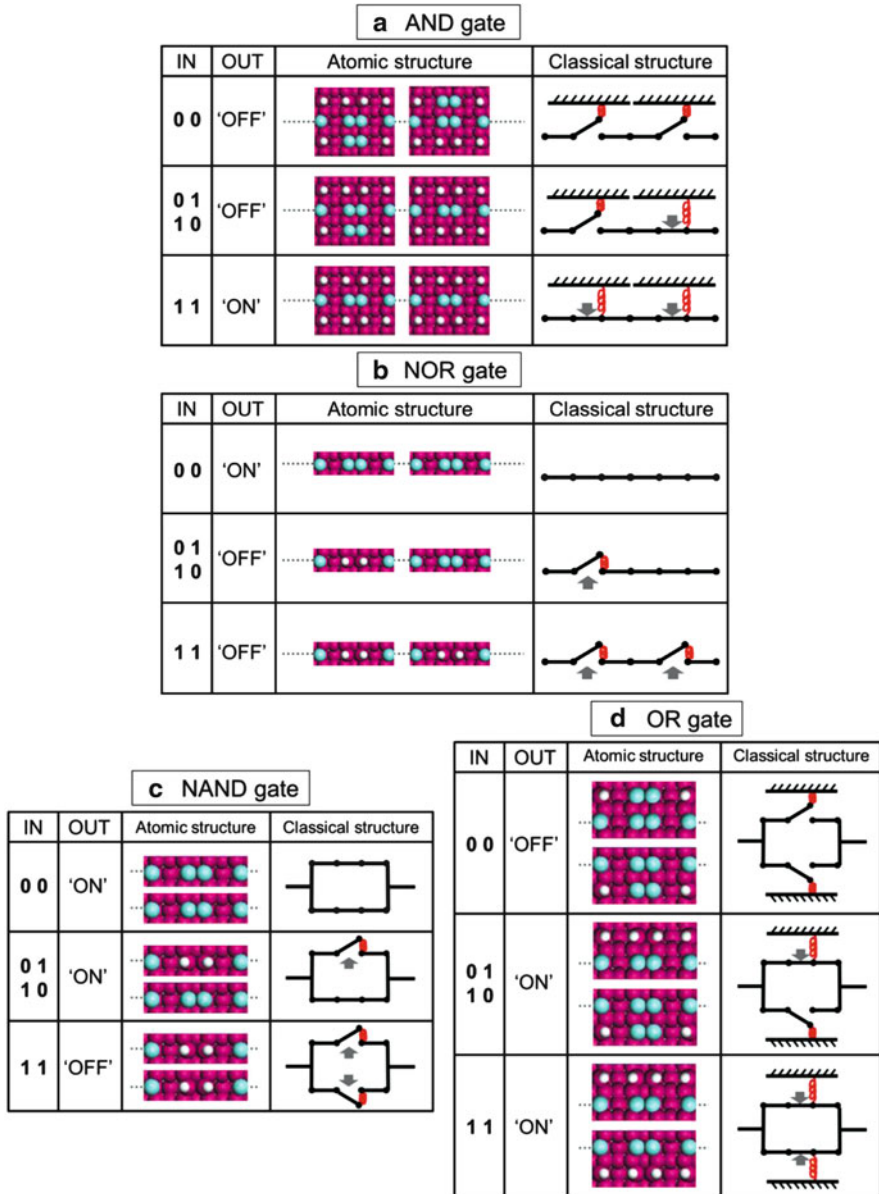 a AND gate
IN OUT Atomic structure Classical structure
0 0 'OFF'
0 1
1 0 'OFF'
1 1 'ON'
b NOR gate
IN OUT Atomic structure Classical structure
0 0 'ON'
0 1
1 0 'OFF'
1 1 'OFF'
c NAND gate
IN OUT Atomic structure Classical structure
0 0 'ON'
0 1
1 0 'ON'
1 1 'OFF'
d OR gate
IN OUT Atomic structure Classical structure
0 0 'OFF'
0 1
1 0 'ON'
1 1 'ON'